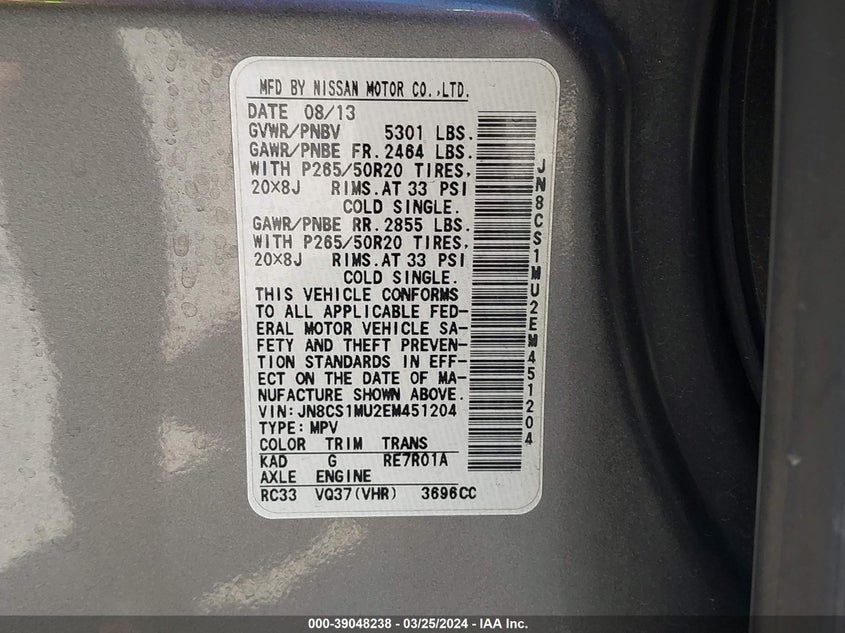 MFD BY NISSAN MOTOR CO.,LTD.
DATE 08/13
GVWR/PNBV 5301 LBS.
GAWR/PNBE FR.2464 LBS.
WITH P265/50R20 TIRES,
20X8J RIMS.AT 33 PSI
COLD SINGLE.
GAWR/PNBE RR.2855 LBS.
WITH P265/50R20 TIRES,
20X8J RIMS.AT 33 PSI
COLD SINGLE.
THIS VEHICLE CONFORMS
TO ALL APPLICABLE FED-
ERAL MOTOR VEHICLE SA-
FETY AND THEFT PREVEN-
TION STANDARDS IN EFF-
ECT ON THE DATE OF MA-
NUFACTURE SHOWN ABOVE.
VIN:JN8CS1MU2EM451204
TYPE:MPV
COLOR TRIM TRANS
KAD G RE7R01A
AXLE ENGINE
RC33 VQ37(VHR) 3696CC
JN8CS1MU2EM451204
000-39048238 - 03/25/2024 - IAA Inc.